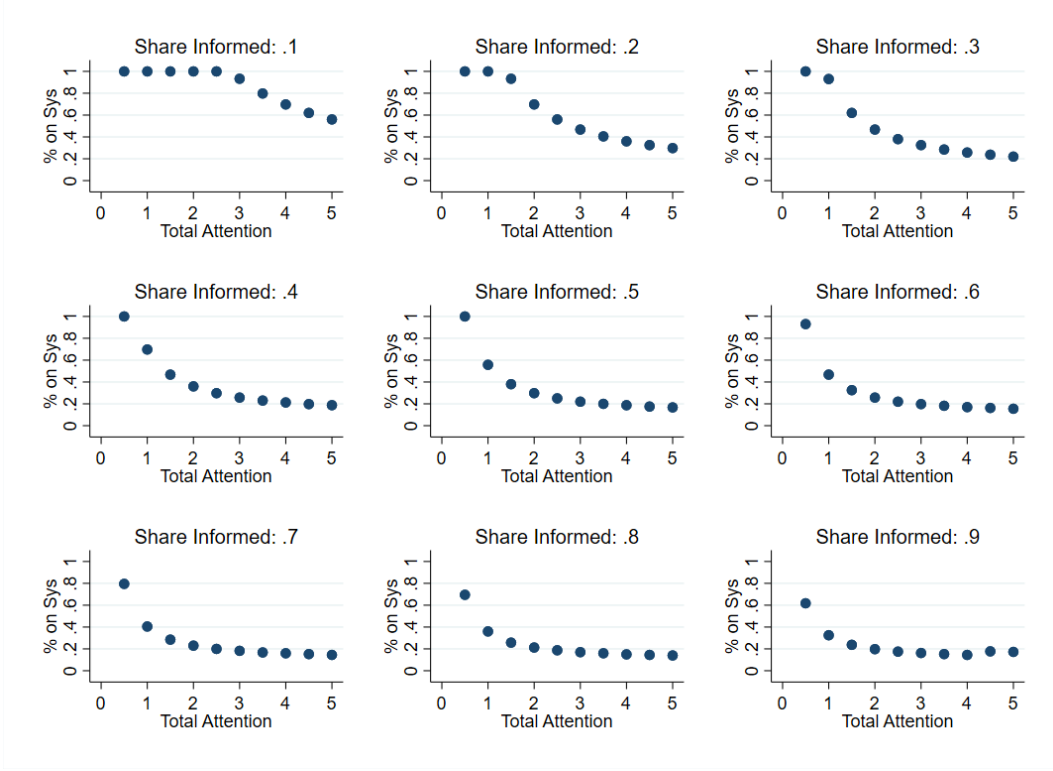 Share Informed: .1
% on Sys
0 .2 .4 .6 .8 1
0 1 2 3 4 5
Total Attention
Share Informed: .2
% on Sys
0 .2 .4 .6 .8 1
0 1 2 3 4 5
Total Attention
Share Informed: .3
% on Sys
0 .2 .4 .6 .8 1
0 1 2 3 4 5
Total Attention
Share Informed: .4
% on Sys
0 .2 .4 .6 .8 1
0 1 2 3 4 5
Total Attention
Share Informed: .5
% on Sys
0 .2 .4 .6 .8 1
0 1 2 3 4 5
Total Attention
Share Informed: .6
% on Sys
0 .2 .4 .6 .8 1
0 1 2 3 4 5
Total Attention
Share Informed: .7
% on Sys
0 .2 .4 .6 .8 1
0 1 2 3 4 5
Total Attention
Share Informed: .8
% on Sys
0 .2 .4 .6 .8 1
0 1 2 3 4 5
Total Attention
Share Informed: .9
% on Sys
0 .2 .4 .6 .8 1
0 1 2 3 4 5
Total Attention